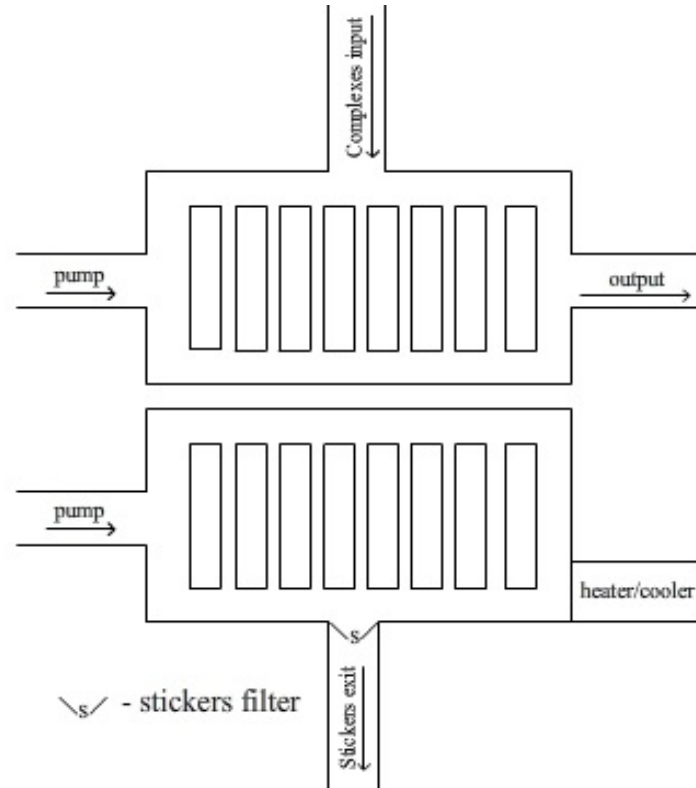 Complexes input
pump
output
pump
heater/cooler
s
s - stickers filter
Stickers exit